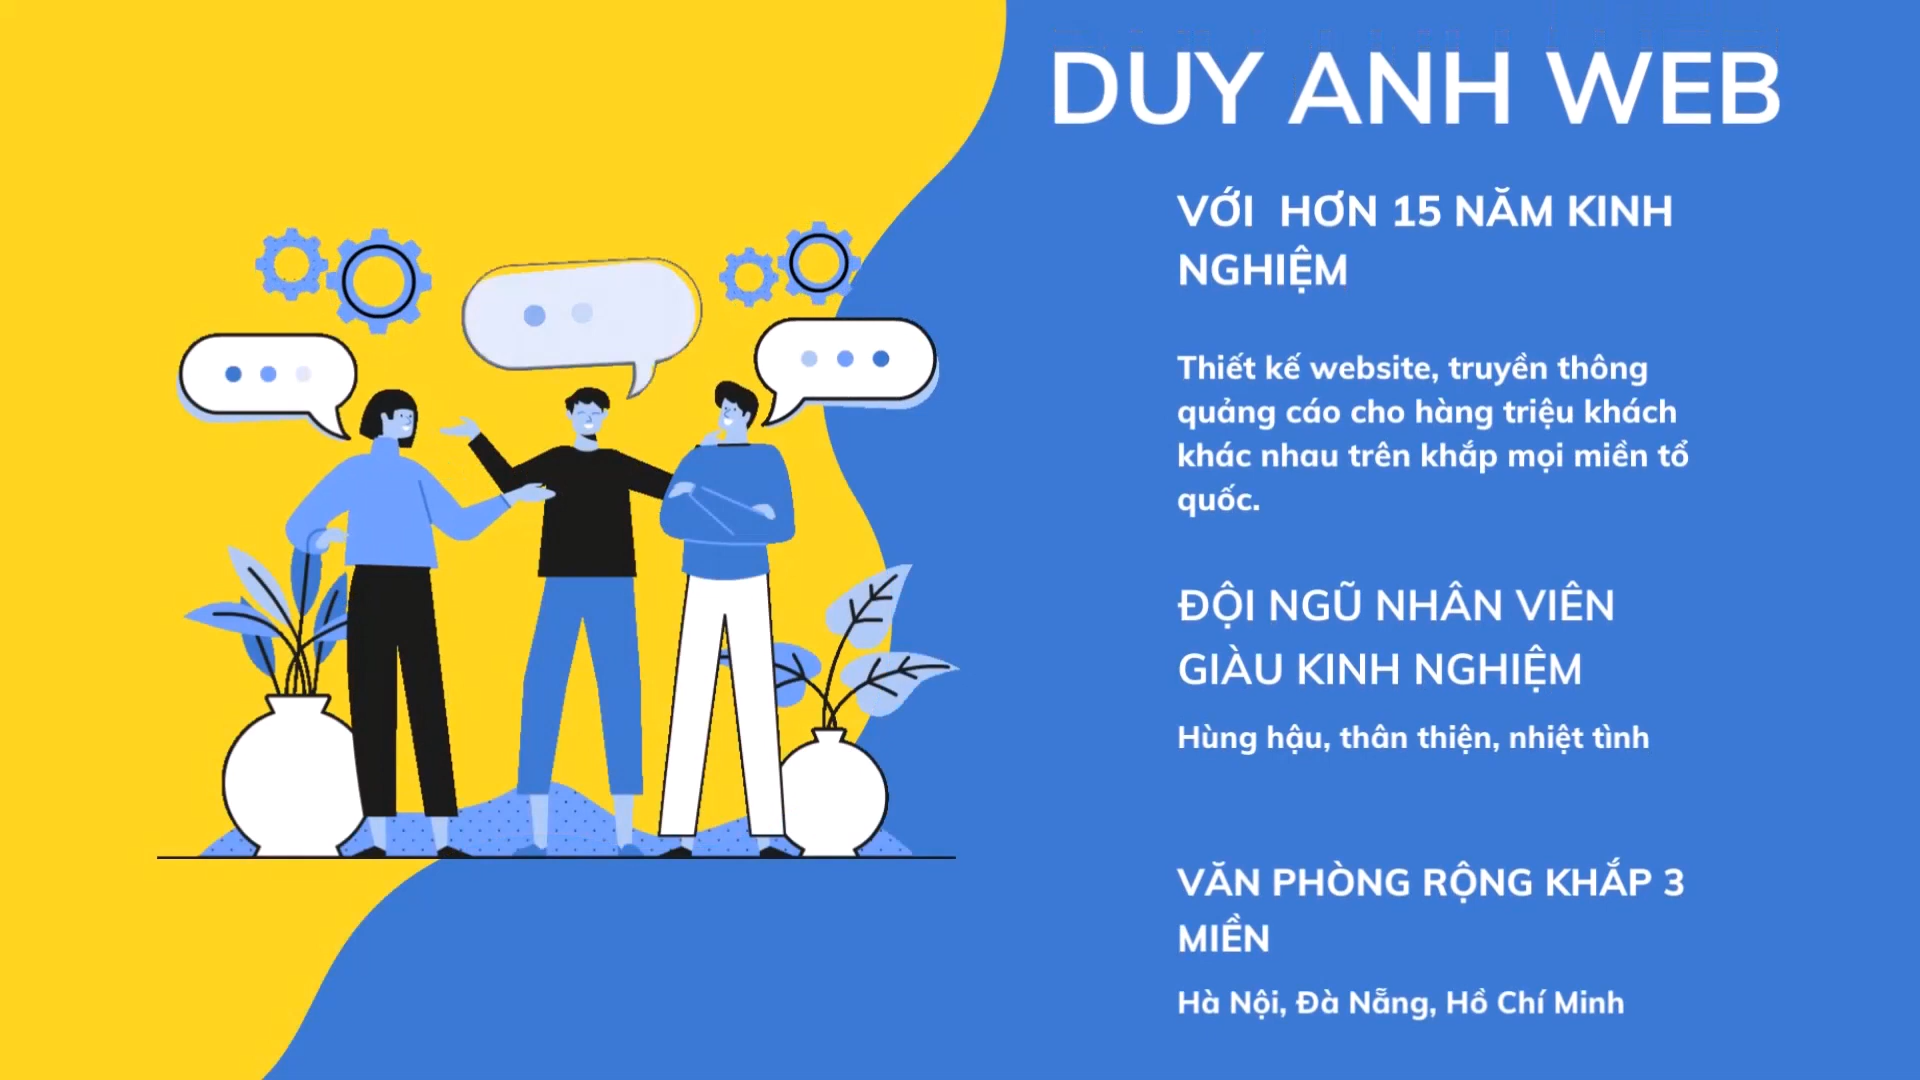 DUY ANH WEB
VỚI HƠN 15 NĂM KINH
NGHIỆM
Thiết kế website, truyền thông
quảng cáo cho hàng triệu khách
khác nhau trên khắp mọi miền tổ
quốc.
ĐỘI NGŨ NHÂN VIÊN
GIÀU KINH NGHIỆM
Hùng hậu, thân thiện, nhiệt tình
VĂN PHÒNG RỘNG KHẮP 3
MIỀN
Hà Nội, Đà Nẵng, Hồ Chí Minh